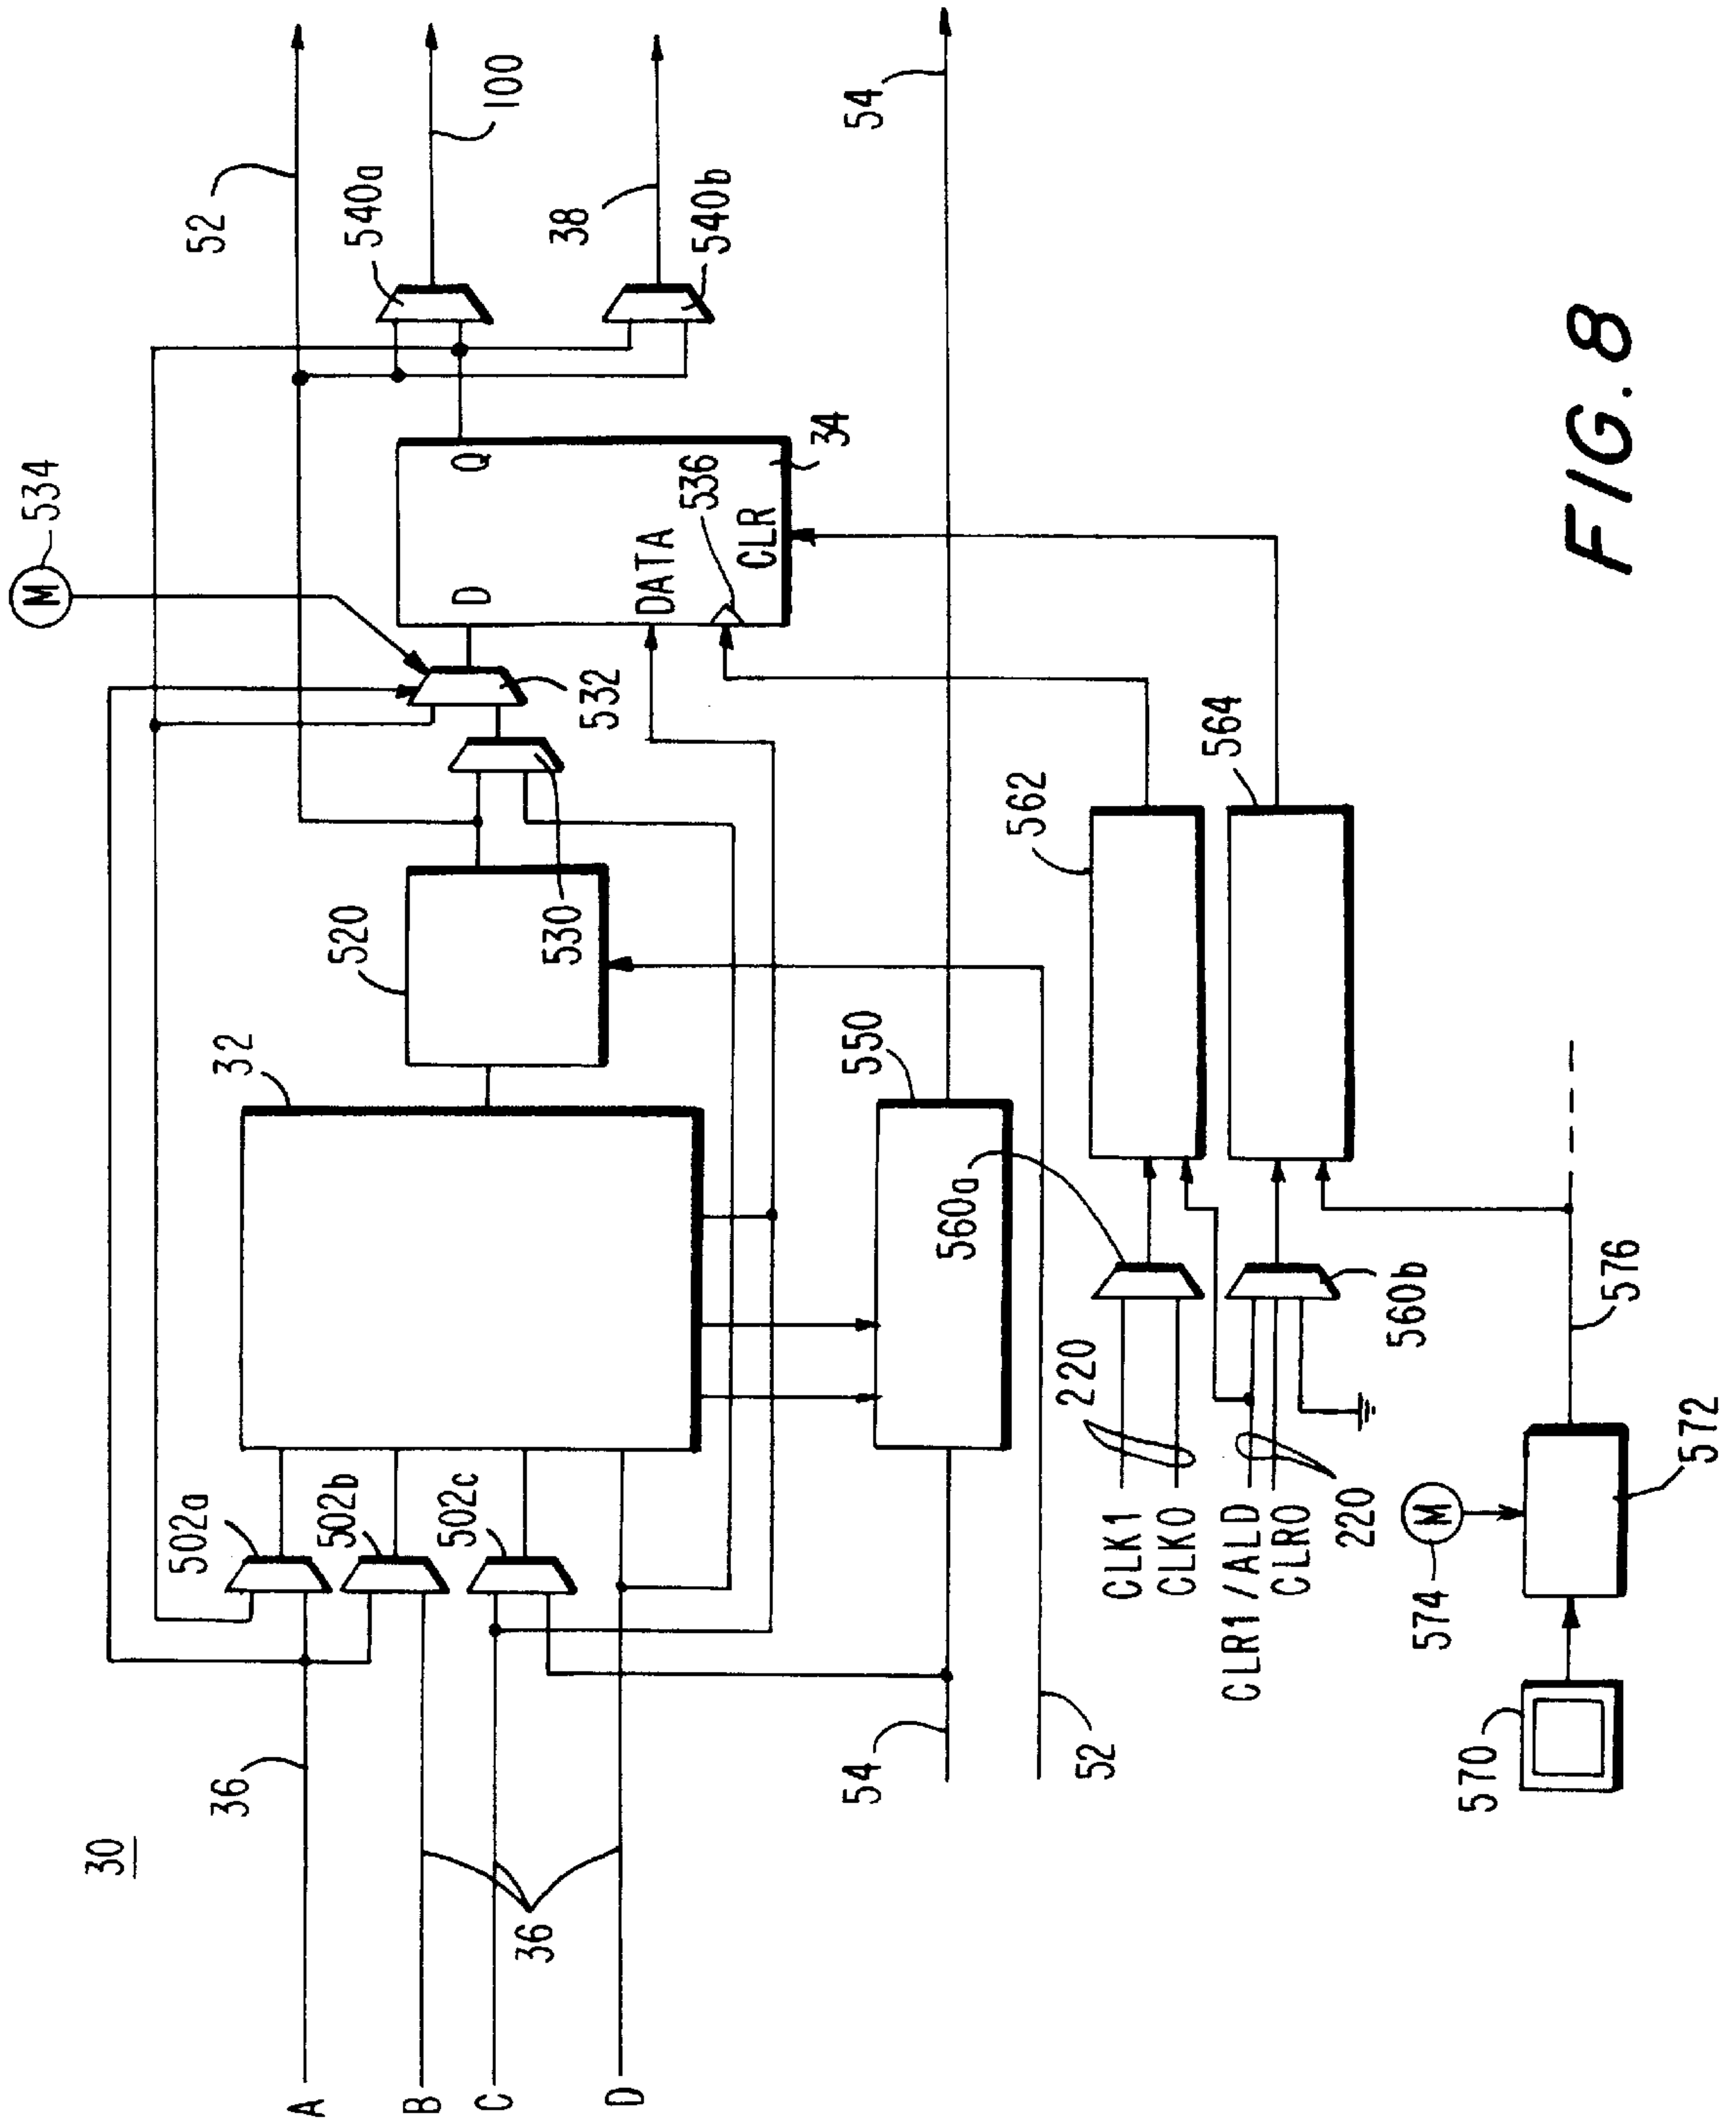 30
36
A
B
C
D
36
502a
502b
502c
32
520
530
532
M
534
D
Q
DATA
536
CLR
34
52
540a
100
38
540b
54
54
52
550
560a
CLK1
CLK0
220
CLR1/ALD
CLR0
220
560b
562
564
570
572
M
574
576
FIG. 8